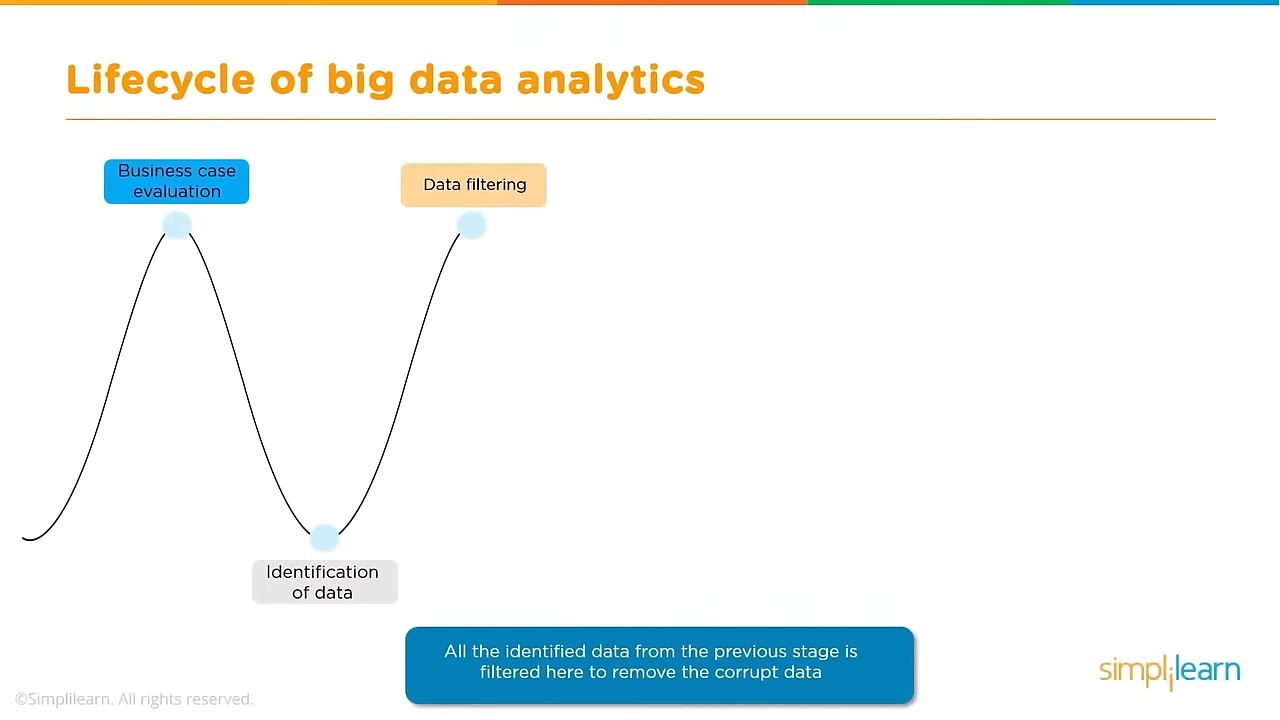 Lifecycle of big data analytics
Business case
evaluation
Data filtering
Identification
of data
All the identified data from the previous stage is
filtered here to remove the corrupt data
simplilearn
©Simplilearn. All rights reserved.